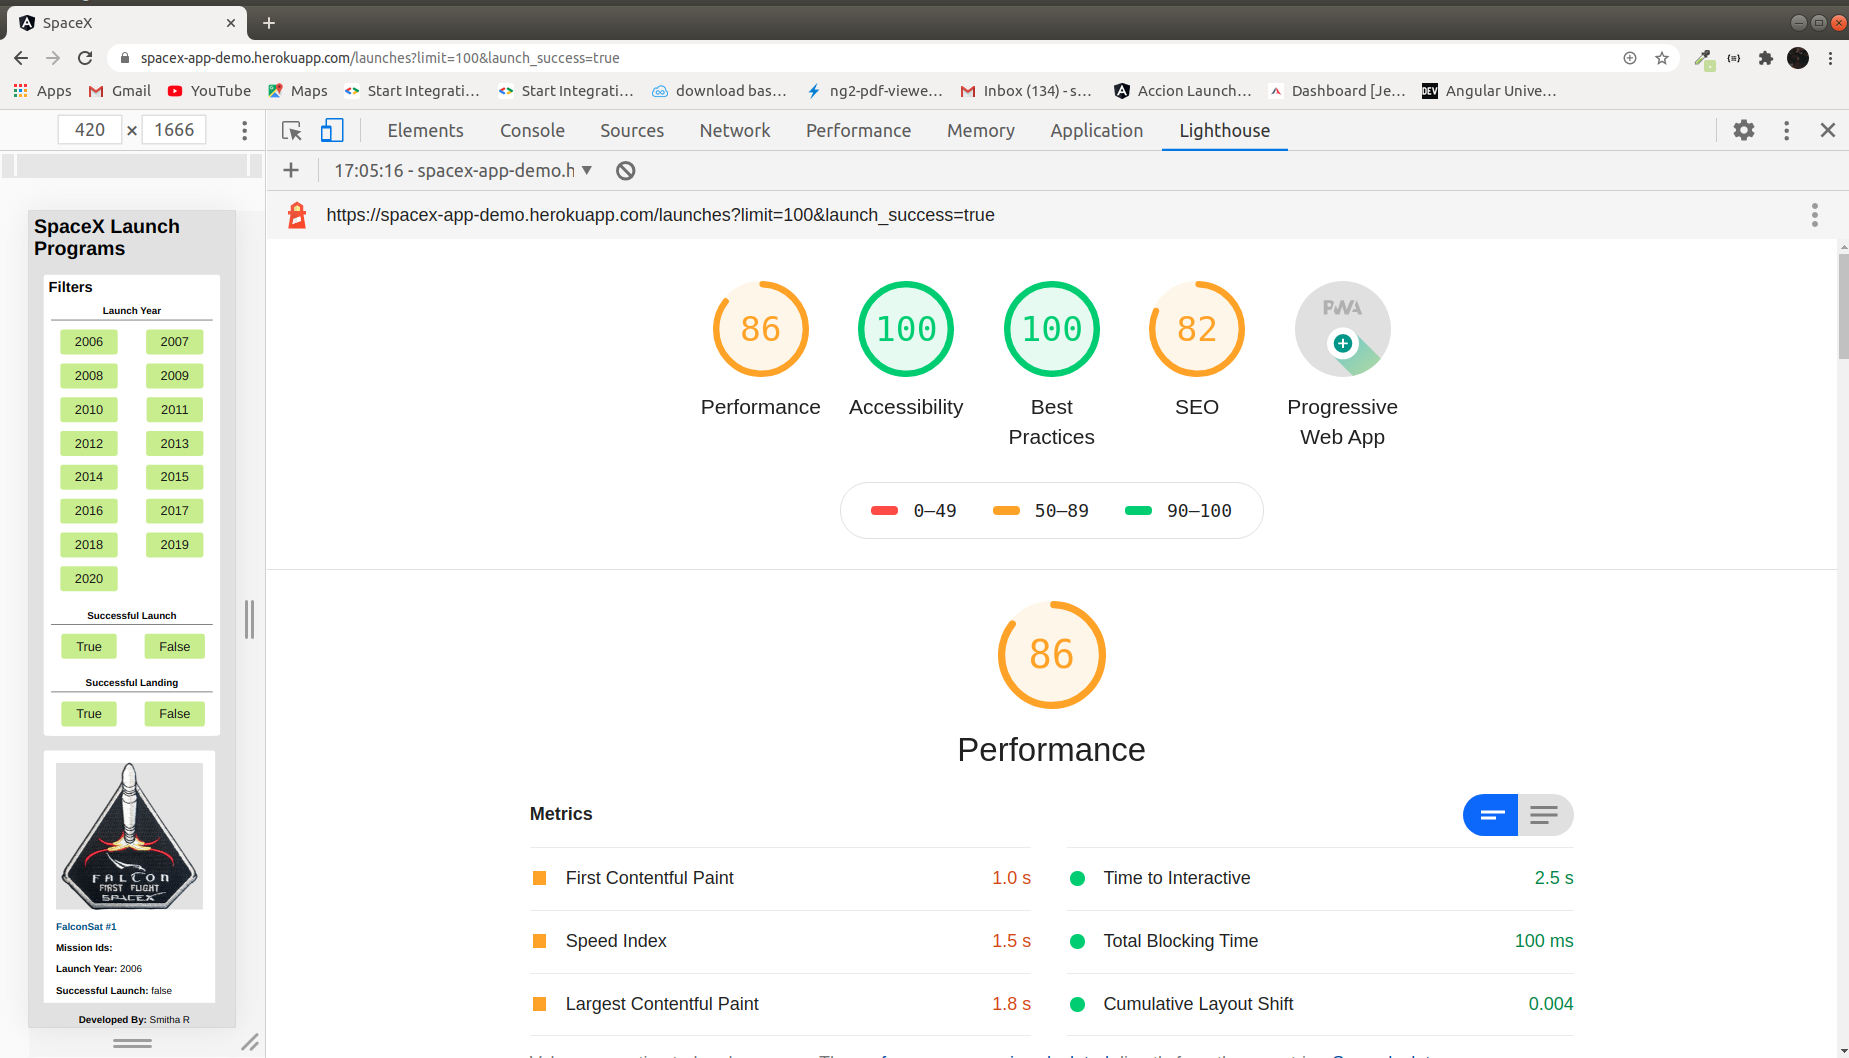 SpaceX
spacex-app-demo.herokuapp.com/launches?limit=100&launch_success=true
Apps
Gmail
YouTube
Maps
Start Integrati...
Start Integrati...
download bas...
ng2-pdf-viewe...
Inbox (134) - s...
Accion Launch...
Dashboard [Je...
DEV
Angular Unive...
420 × 1666
Elements
Console
Sources
Network
Performance
Memory
Application
Lighthouse
17:05:16 - spacex-app-demo.h
https://spacex-app-demo.herokuapp.com/launches?limit=100&launch_success=true
SpaceX Launch
Programs
Filters
Launch Year
2006 2007
2008 2009
2010 2011
2012 2013
2014 2015
2016 2017
2018 2019
2020
Successful Launch
True False
Successful Landing
True False
FALCON
FIRST FLIGHT
SPACEX
FalconSat #1
Mission Ids:
Launch Year: 2006
Successful Launch: false
Developed By: Smitha R
86
Performance
100
Accessibility
100
Best
Practices
82
SEO
PWA
Progressive
Web App
0–49 50–89 90–100
86
Performance
Metrics
First Contentful Paint 1.0 s
Time to Interactive 2.5 s
Speed Index 1.5 s
Total Blocking Time 100 ms
Largest Contentful Paint 1.8 s
Cumulative Layout Shift 0.004